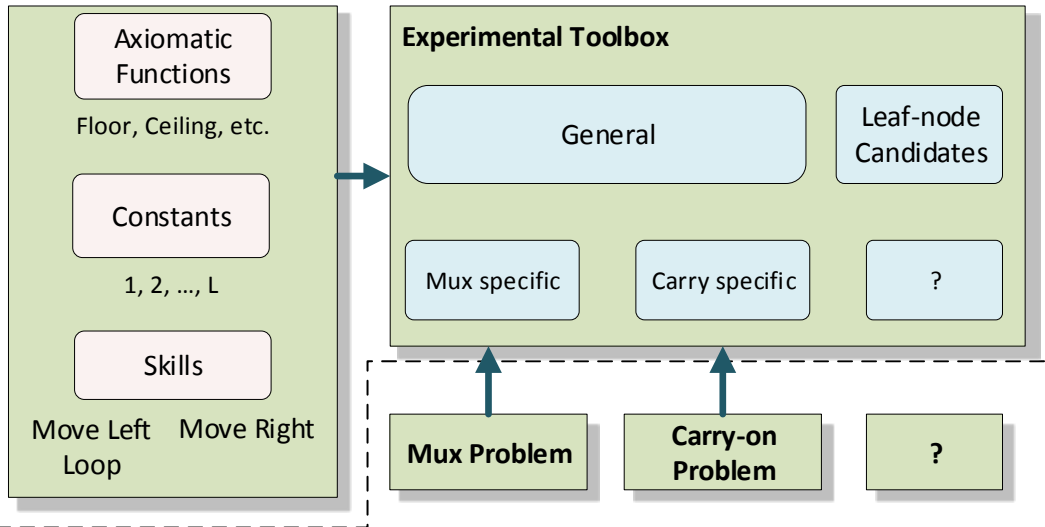 Axiomatic
Functions
Floor, Ceiling, etc.
Constants
1, 2, ..., L
Skills
Move Left Move Right
Loop
Experimental Toolbox
General
Leaf-node
Candidates
Mux specific
Carry specific
?
Mux Problem
Carry-on
Problem
?